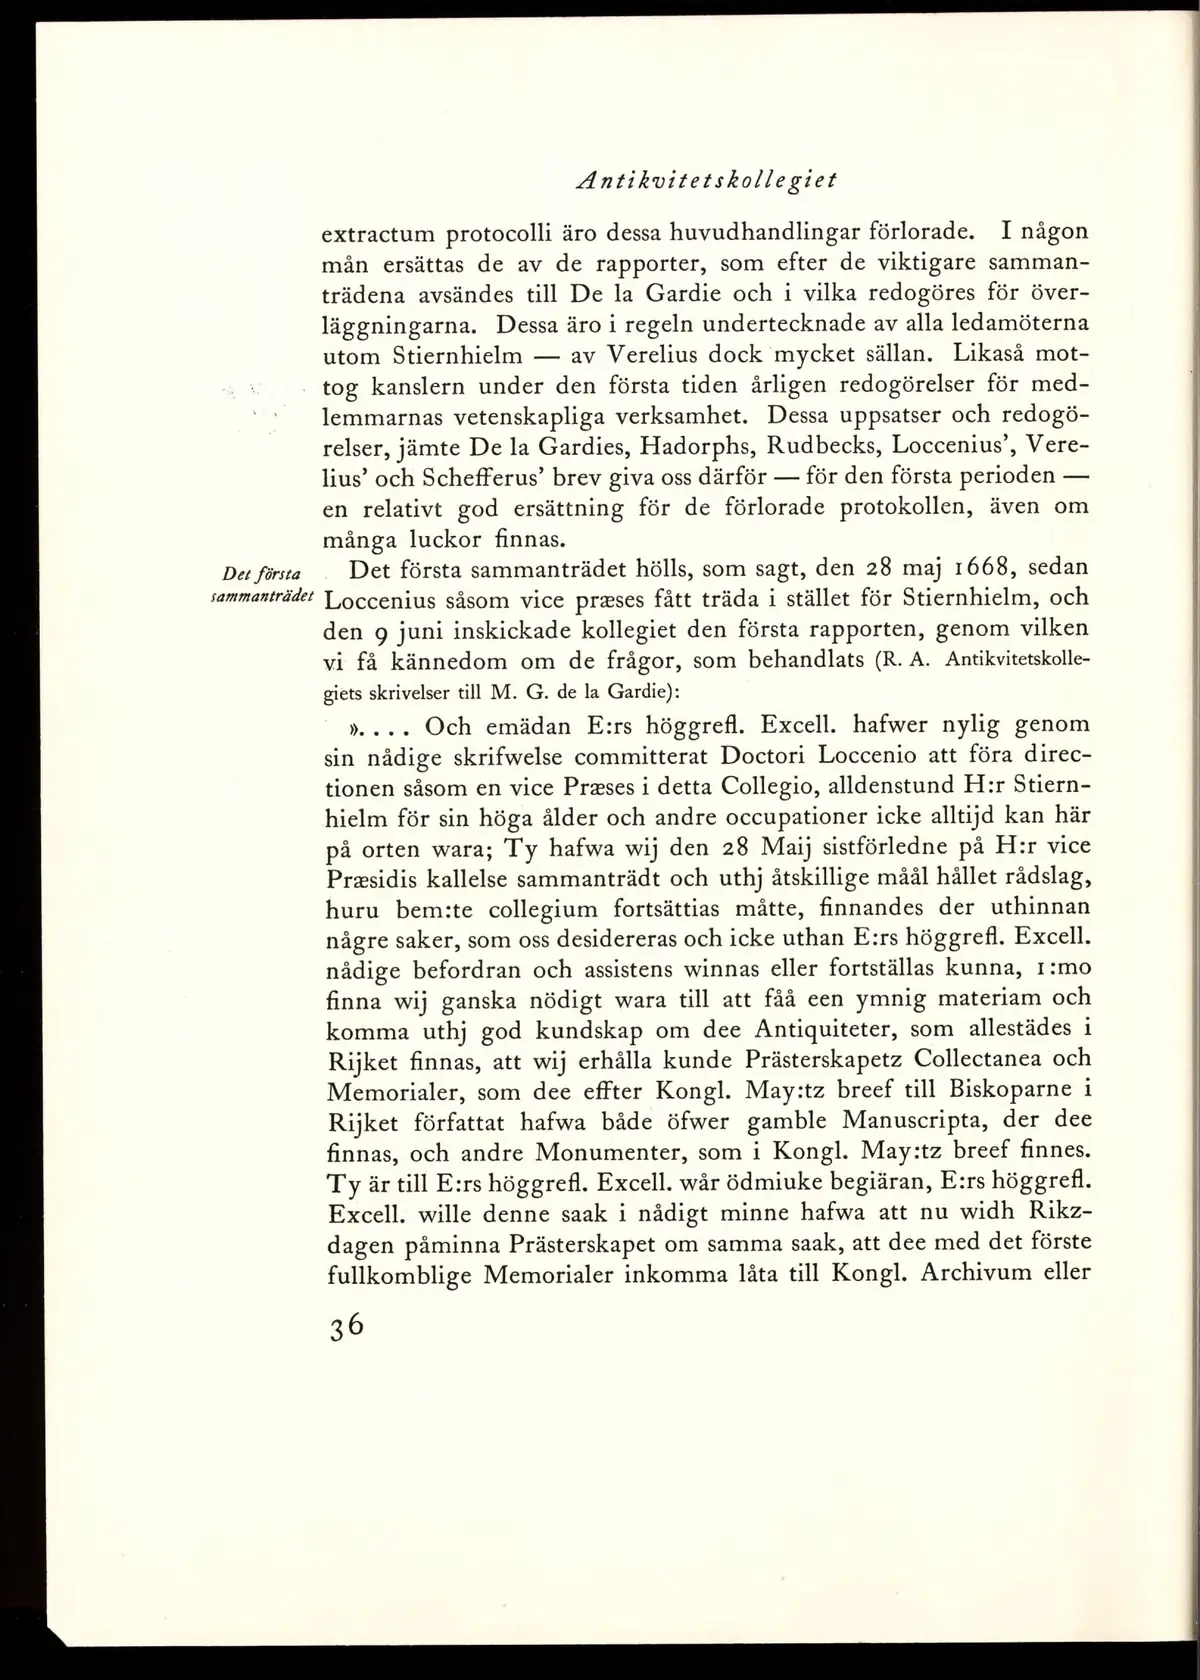 Antikvitetskollegiet
extractum protocolli äro dessa huvudhandlingar förlorade. I någon
mån ersättas de av de rapporter, som efter de viktigare samman-
trädena avsändes till De la Gardie och i vilka redogöres för över-
läggningarna. Dessa äro i regeln undertecknade av alla ledamöterna
utom Stiernhielm — av Verelius dock mycket sällan. Likaså mot-
tog kanslern under den första tiden årligen redogörelser för med-
lemmarnas vetenskapliga verksamhet. Dessa uppsatser och redogö-
relser, jämte De la Gardies, Hadorphs, Rudbecks, Loccenius’, Vere-
lius’ och Schefferus’ brev giva oss därför — för den första perioden —
en relativt god ersättning för de förlorade protokollen, även om
många luckor finnas.
Det första
sammanträdet
Det första sammanträdet hölls, som sagt, den 28 maj 1668, sedan
Loccenius såsom vice præses fått träda i stället för Stiernhielm, och
den 9 juni inskickade kollegiet den första rapporten, genom vilken
vi få kännedom om de frågor, som behandlats (R. A. Antikvitetskolle-
giets skrivelser till M. G. de la Gardie):
». . . . Och emädan E:rs höggrefl. Excell. hafwer nylig genom
sin nådige skrifwelse committerat Doctori Loccenio att föra direc-
tionen såsom en vice Præses i detta Collegio, alldenstund H:r Stiern-
hielm för sin höga ålder och andre occupationer icke alltijd kan här
på orten wara; Ty hafwa wij den 28 Maij sistförledne på H:r vice
Præsidis kallelse sammanträdt och uthj åtskillige måål hållet rådslag,
huru bem:te collegium fortsättias måtte, finnandes der uthinnan
någre saker, som oss desidereras och icke uthan E:rs höggrefl. Excell.
nådige befordran och assistens winnas eller fortställas kunna, 1:mo
finna wij ganska nödigt wara till att fåå een ymnig materiam och
komma uthj god kundskap om dee Antiquiteter, som allestädes i
Rijket finnas, att wij erhålla kunde Prästerskapetz Collectanea och
Memorialer, som dee effter Kongl. May:tz breef till Biskoparne i
Rijket författat hafwa både öfwer gamble Manuscripta, der dee
finnas, och andre Monumenter, som i Kongl. May:tz breef finnes.
Ty är till E:rs höggrefl. Excell. wår ödmiuke begiäran, E:rs höggrefl.
Excell. wille denne saak i nådigt minne hafwa att nu widh Rikz-
dagen påminna Prästerskapet om samma saak, att dee med det förste
fullkomblige Memorialer inkomma låta till Kongl. Archivum eller
36